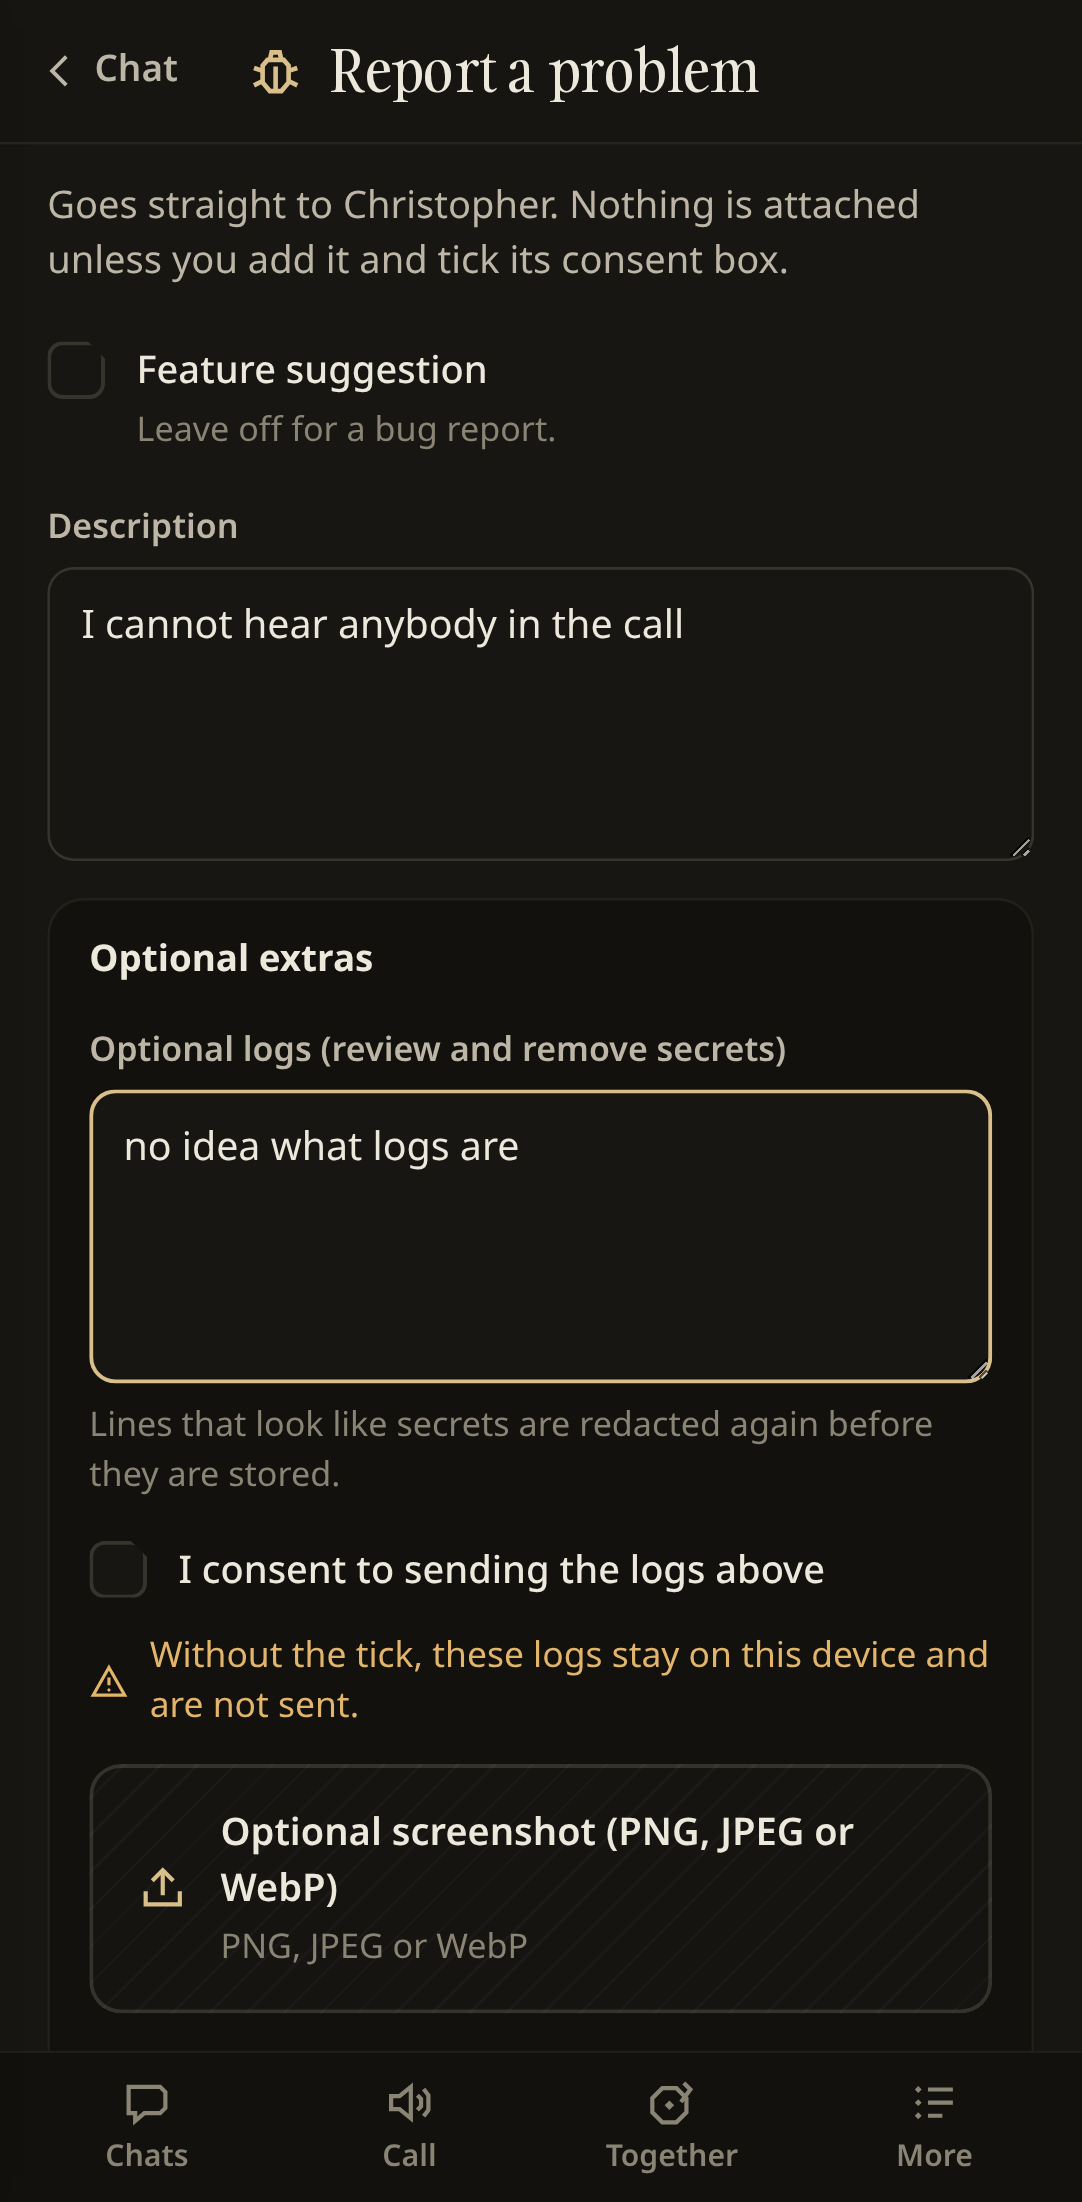 Chat
Report a problem
Goes straight to Christopher. Nothing is attached
unless you add it and tick its consent box.
Feature suggestion
Leave off for a bug report.
Description
I cannot hear anybody in the call
Optional extras
Optional logs (review and remove secrets)
no idea what logs are
Lines that look like secrets are redacted again before
they are stored.
I consent to sending the logs above
Without the tick, these logs stay on this device and
are not sent.
Optional screenshot (PNG, JPEG or
WebP)
PNG, JPEG or WebP
Chats
Call
Together
More